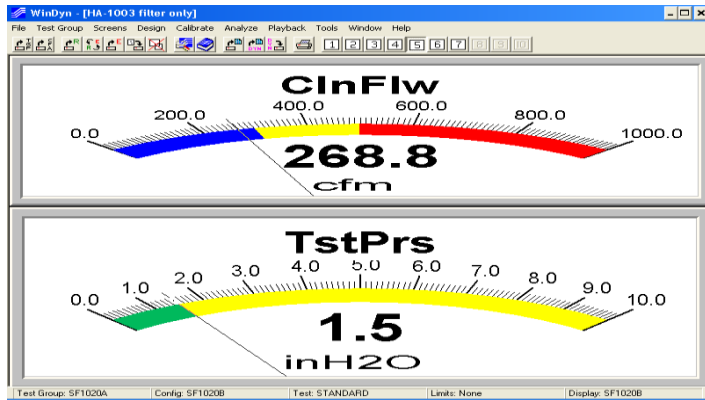 WinDyn - [HA-1003 filter only]
File Test Group Screens Design Calibrate Analyze Playback Tools Window Help
1 2 3 4 5 6 7 8 9 10
ClnFlw
0.0 200.0 400.0 600.0 800.0 1000.0
268.8
cfm
TstPrs
0.0 1.0 2.0 3.0 4.0 5.0 6.0 7.0 8.0 9.0 10.0
1.5
inH2O
Test Group: SF1020A Config: SF1020B Test: STANDARD Limits: None Display: SF1020B